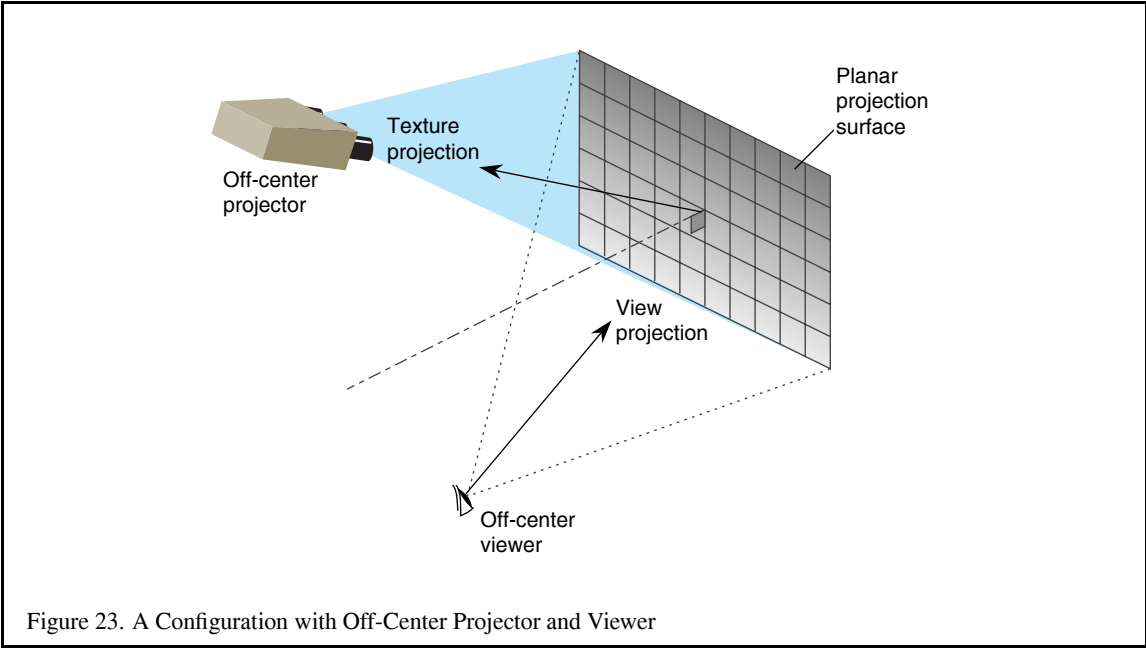 Planar
projection
surface
Texture
projection
Off-center
projector
View
projection
Off-center
viewer
Figure 23. A Configuration with Off-Center Projector and Viewer